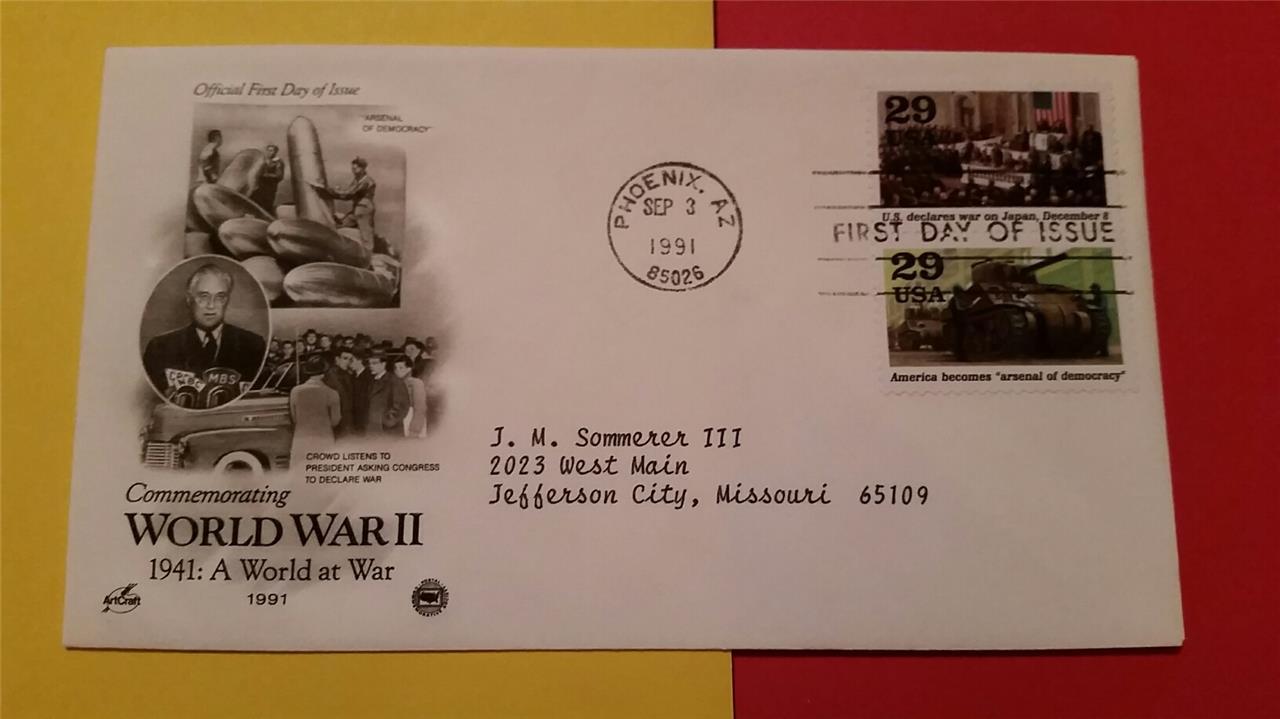 Official First Day of Issue
"ARSENAL
OF DEMOCRACY"
MBS
CROWD LISTENS TO
PRESIDENT ASKING CONGRESS
TO DECLARE WAR
Commemorating
WORLD WAR II
1941: A World at War
1991
ArtCraft
PHOENIX, AZ
SEP 3
1991
85026
29
USA
U.S. declares war on Japan, December 8
FIRST DAY OF ISSUE
29
USA
America becomes "arsenal of democracy"
J. M. Sommerer III
2023 West Main
Jefferson City, Missouri 65109